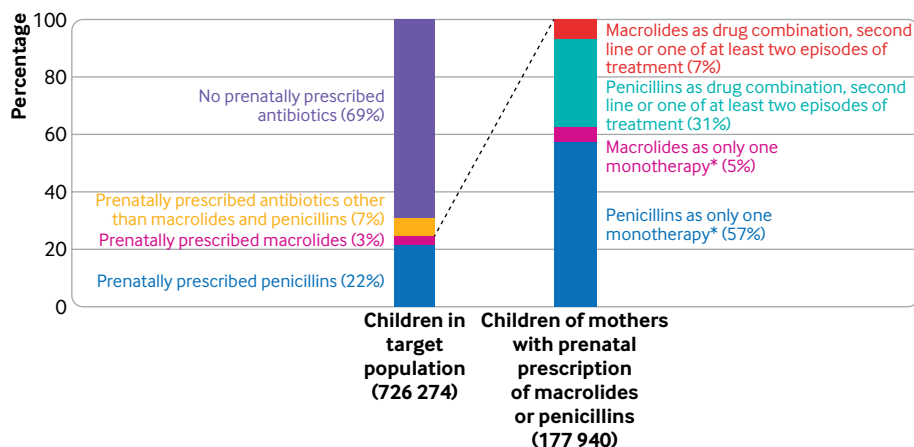 Percentage
100
80
60
40
20
0
No prenatally prescribed
antibiotics (69%)
Prenatally prescribed antibiotics other
than macrolides and penicillins (7%)
Prenatally prescribed macrolides (3%)
Prenatally prescribed penicillins (22%)
Macrolides as drug combination, second
line or one of at least two episodes of
treatment (7%)
Penicillins as drug combination, second
line or one of at least two episodes of
treatment (31%)
Macrolides as only one
monotherapy* (5%)
Penicillins as only one
monotherapy* (57%)
Children in
target
population
(726 274)
Children of mothers
with prenatal
prescription
of macrolides
or penicillins
(177 940)